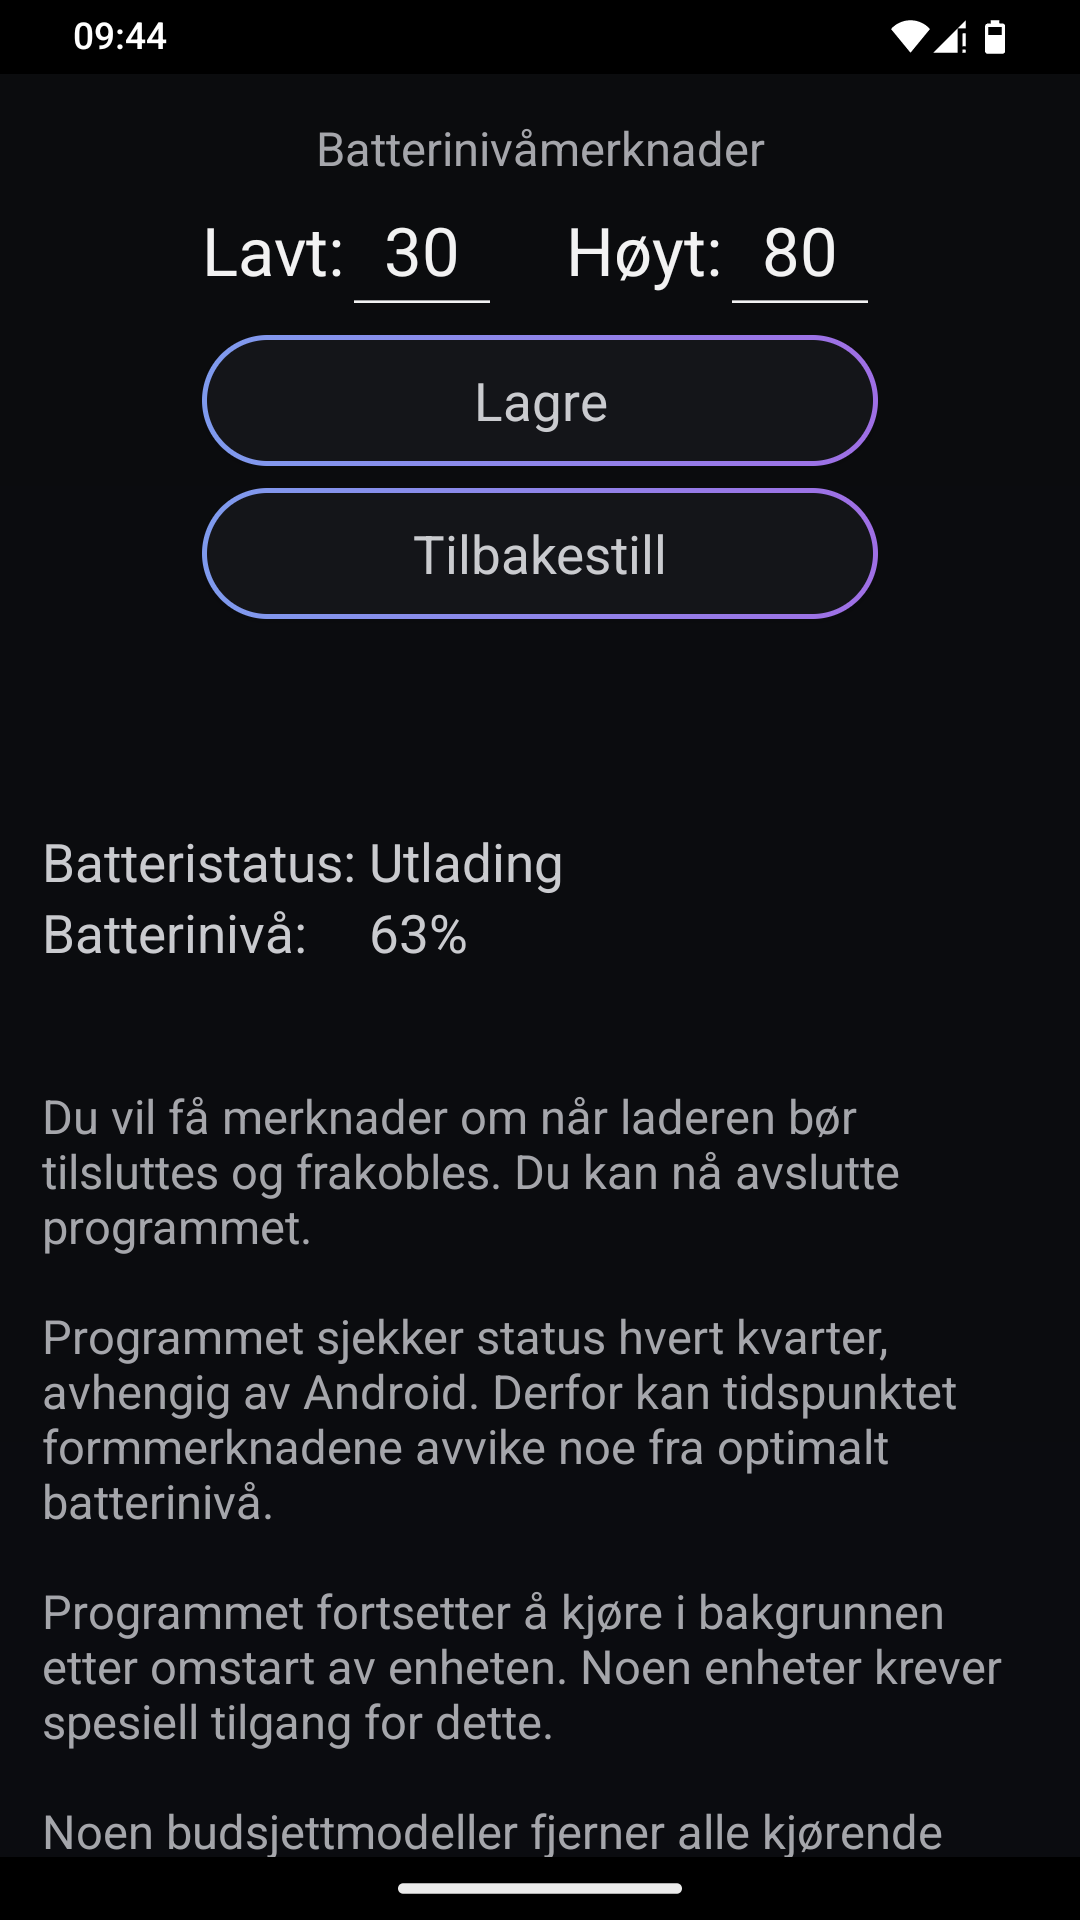 09:44
Batterinivåmerknader
Lavt: 30 Høyt: 80
Lagre
Tilbakestill
Batteristatus: Utlading
Batterinivå: 63%
Du vil få merknader om når laderen bør
tilsluttes og frakobles. Du kan nå avslutte
programmet.
Programmet sjekker status hvert kvarter,
avhengig av Android. Derfor kan tidspunktet
formmerknadene avvike noe fra optimalt
batterinivå.
Programmet fortsetter å kjøre i bakgrunnen
etter omstart av enheten. Noen enheter krever
spesiell tilgang for dette.
Noen budsjettmodeller fjerner alle kjørende